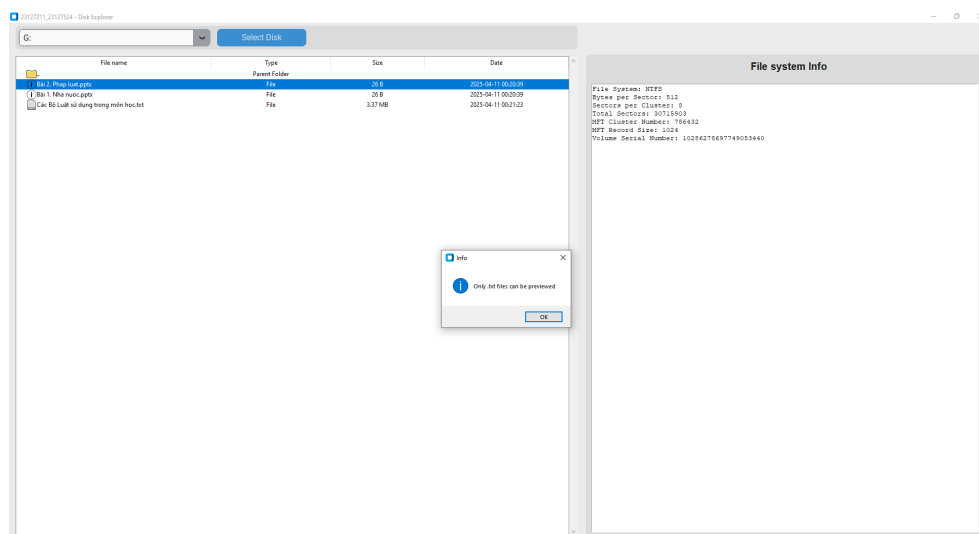 23127211_23127524 - Disk Explorer
G:
Select Disk
File name Type Size Date
.. Parent Folder
Bài 2. Phap luat.pptx File 26 B 2025-04-11 00:20:39
Bài 1. Nha nuoc.pptx File 26 B 2025-04-11 00:20:39
Các Bộ Luật sử dụng trong môn học.txt File 3.37 MB 2025-04-11 00:21:23
File system Info
File System: NTFS
Bytes per Sector: 512
Sectors per Cluster: 8
Total Sectors: 30715903
MFT Cluster Number: 786432
MFT Record Size: 1024
Volume Serial Number: 10286278697749053440
Info
Only .txt files can be previewed
OK